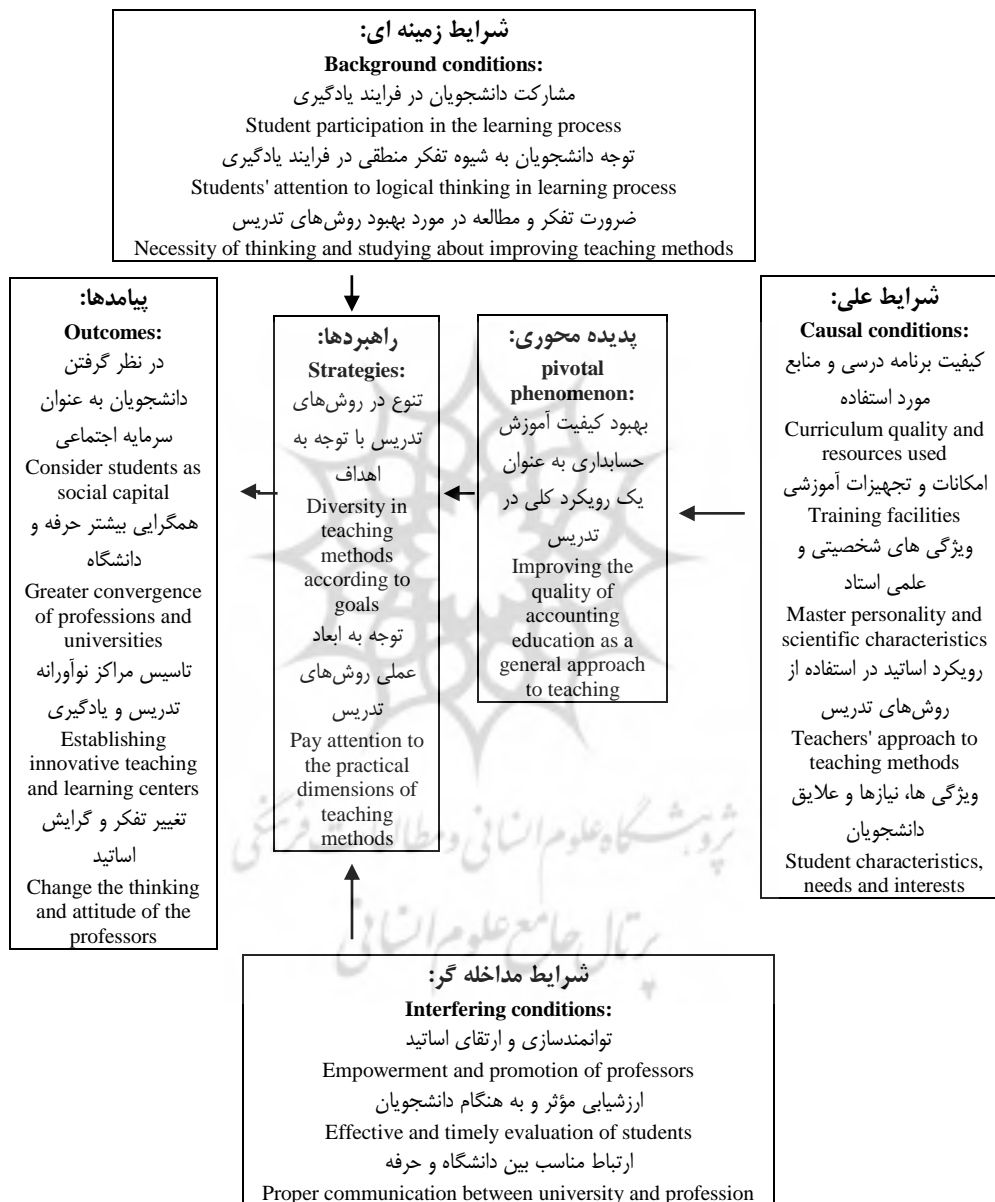 شرایط زمینه ای:
Background conditions:
مشارکت دانشجویان در فرایند یادگیری
Student participation in the learning process
توجه دانشجویان به شیوه تفکر منطقی در فرایند یادگیری
Students' attention to logical thinking in learning process
ضرورت تفکر و مطالعه در مورد بهبود روش‌های تدریس
Necessity of thinking and studying about improving teaching methods
شرایط علی:
Causal conditions:
کیفیت برنامه درسی و منابع
مورد استفاده
Curriculum quality and
resources used
امکانات و تجهیزات آموزشی
Training facilities
ویژگی های شخصیتی و
علمی استاد
Master personality and
scientific characteristics
رویکرد اساتید در استفاده از
روش‌های تدریس
Teachers' approach to
teaching methods
ویژگی ها، نیازها و علایق
دانشجویان
Student characteristics,
needs and interests
پدیده محوری:
pivotal
phenomenon:
بهبود کیفیت آموزش
حسابداری به عنوان
یک رویکرد کلی در
تدریس
Improving the
quality of
accounting
education as a
general approach
to teaching
راهبردها:
Strategies:
تنوع در روش‌های
تدریس با توجه به
اهداف
Diversity in
teaching
methods
according to
goals
توجه به ابعاد
عملی روش‌های
تدریس
Pay attention to
the practical
dimensions of
teaching
methods
پیامدها:
Outcomes:
در نظر گرفتن
دانشجویان به عنوان
سرمایه اجتماعی
Consider students as
social capital
همگرایی بیشتر حرفه و
دانشگاه
Greater convergence
of professions and
universities
تاسیس مراکز نوآورانه
تدریس و یادگیری
Establishing
innovative teaching
and learning centers
تغییر تفکر و گرایش
اساتید
Change the thinking
and attitude of the
professors
پژوهشگاه علوم انسانی و مطالعات فرهنگی
پرتال جامع علوم انسانی
شرایط مداخله گر:
Interfering conditions:
توانمندسازی و ارتقای اساتید
Empowerment and promotion of professors
ارزشیابی مؤثر و به هنگام دانشجویان
Effective and timely evaluation of students
ارتباط مناسب بین دانشگاه و حرفه
Proper communication between university and profession